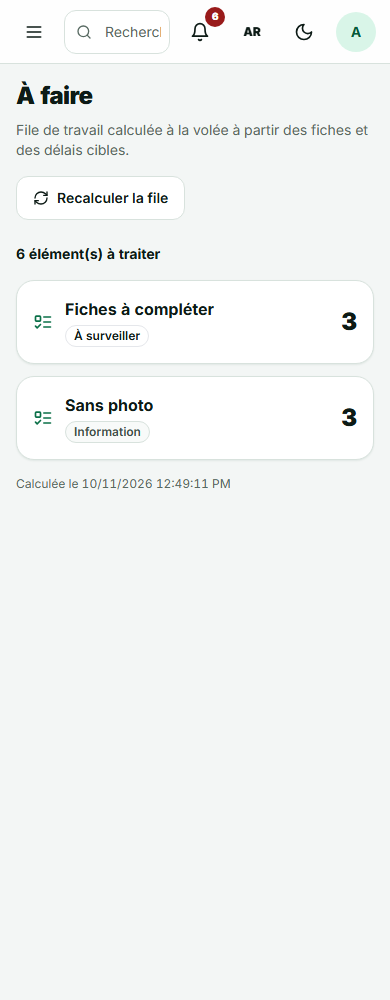 Recherc
6
AR
A
À faire
File de travail calculée à la volée à partir des fiches et
des délais cibles.
Recalculer la file
6 élément(s) à traiter
Fiches à compléter
À surveiller
3
Sans photo
Information
3
Calculée le 10/11/2026 12:49:11 PM